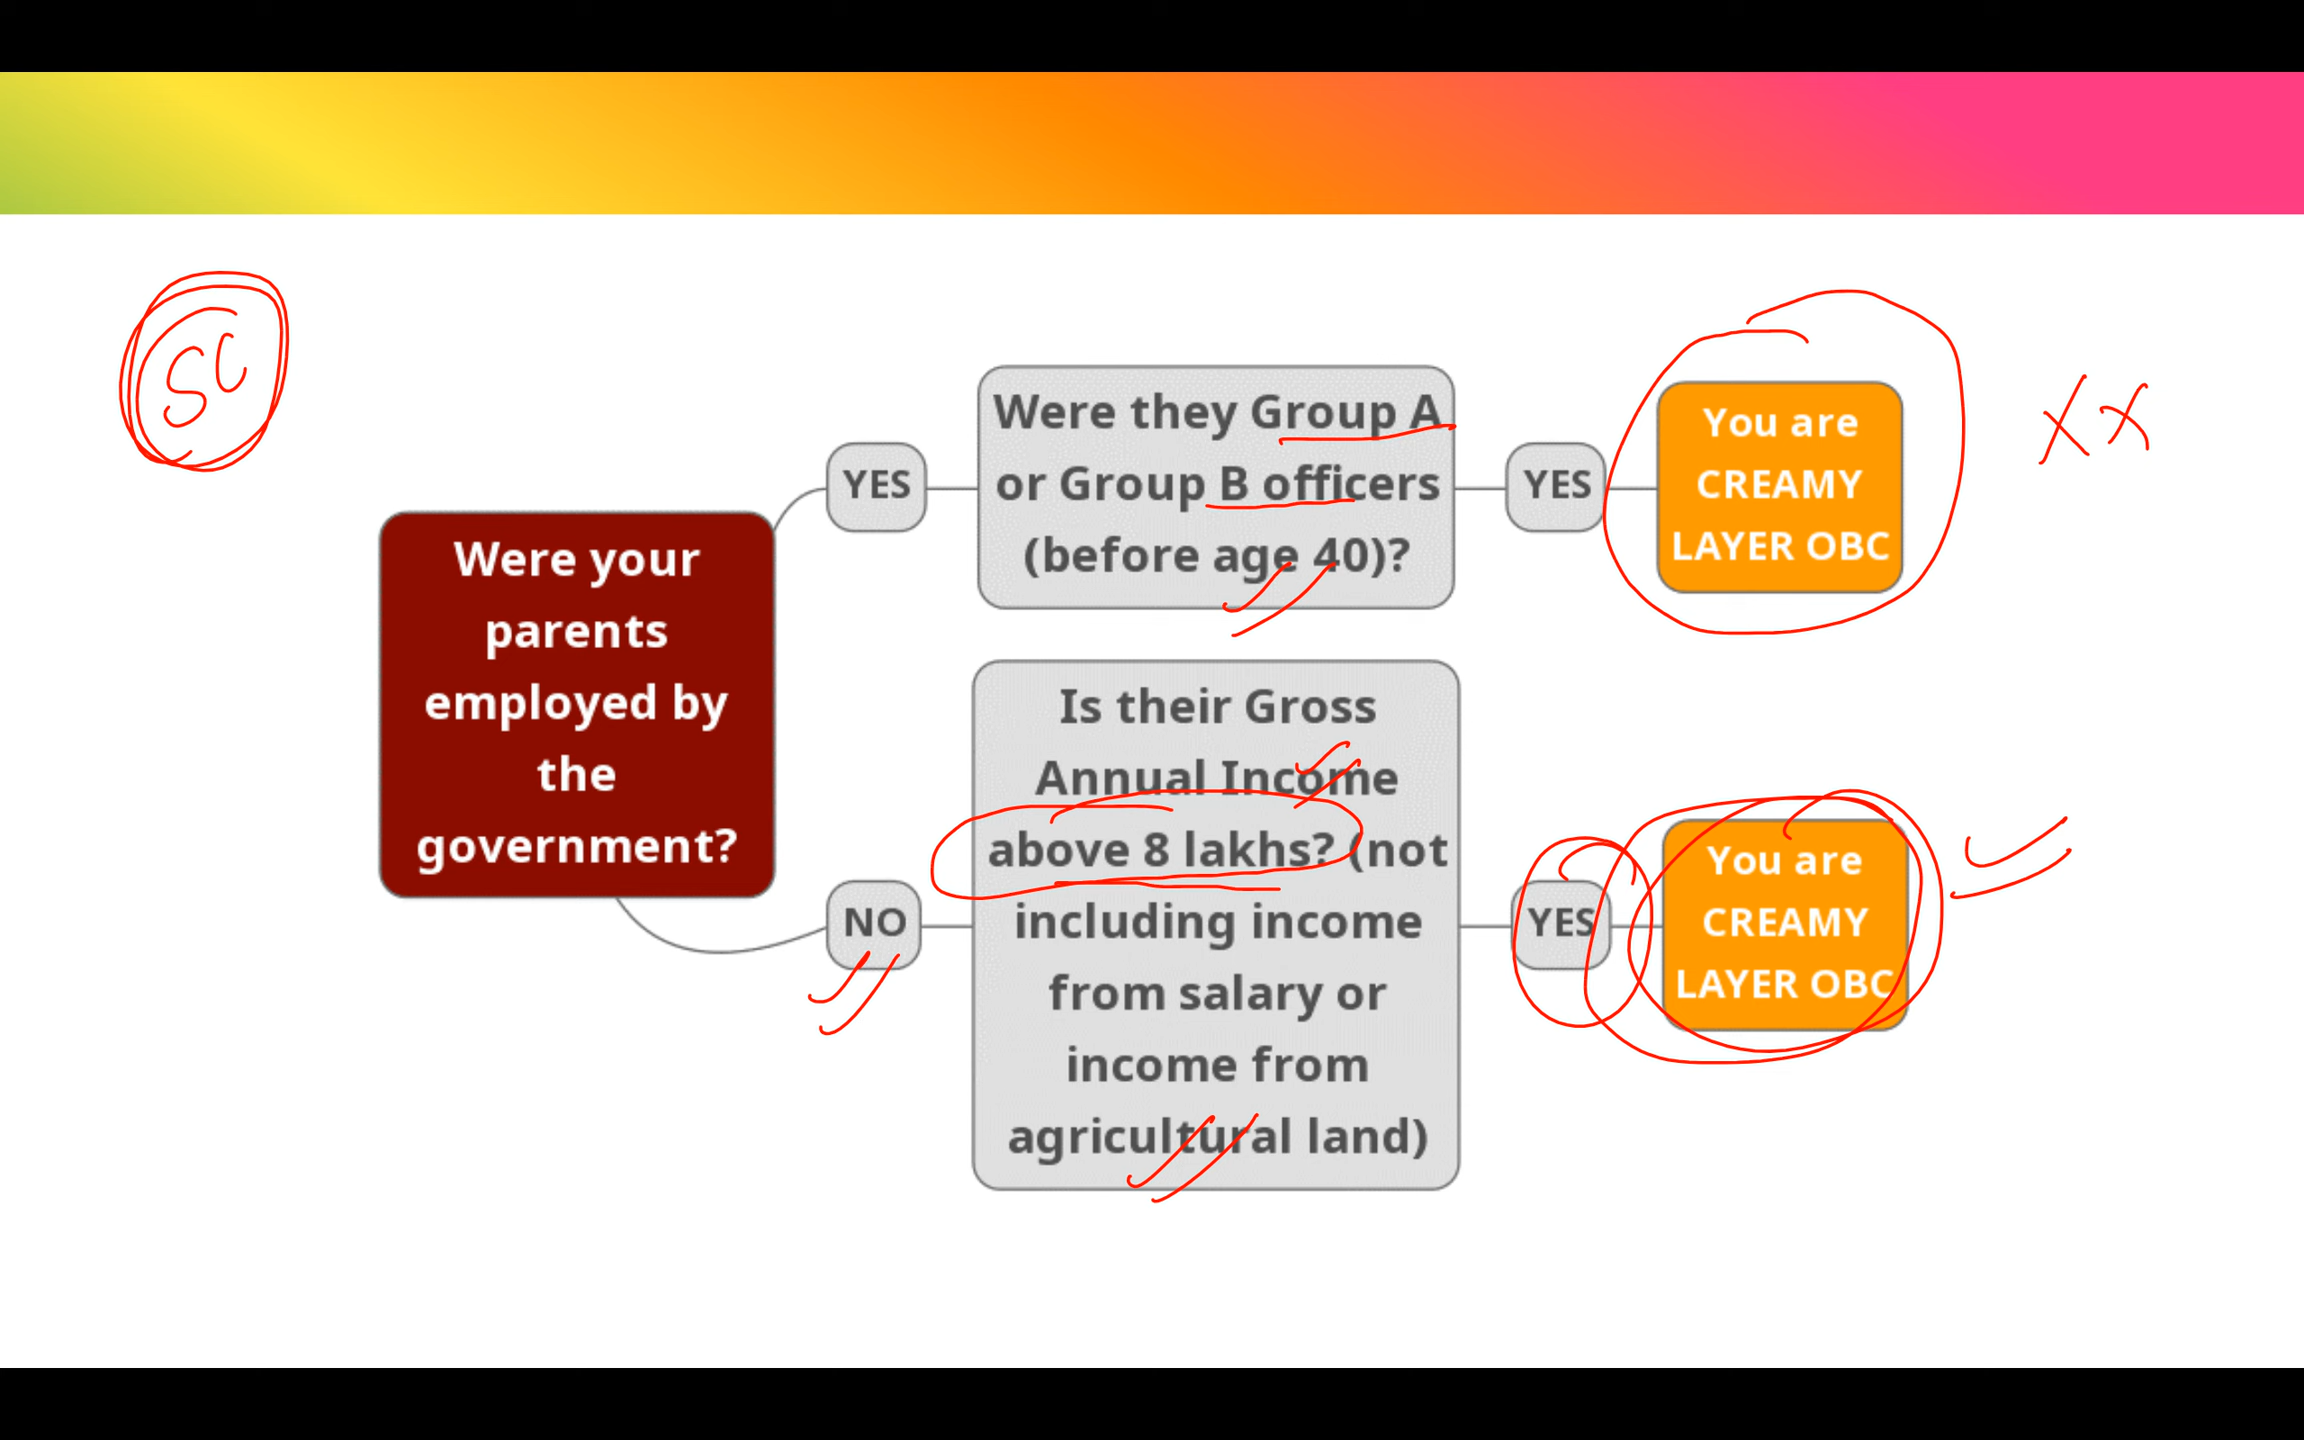 SC
Were your
parents
employed by
the
government?
YES
Were they Group A
or Group B officers
(before age 40)?
YES
You are
CREAMY
LAYER OBC
NO
Is their Gross
Annual Income
above 8 lakhs? (not
including income
from salary or
income from
agricultural land)
YES
You are
CREAMY
LAYER OBC